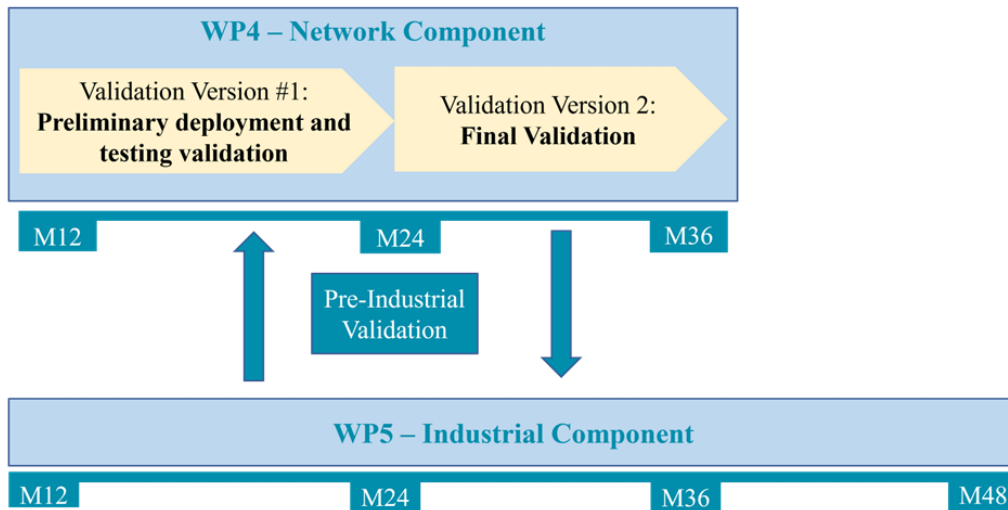 WP4 – Network Component
Validation Version #1:
Preliminary deployment and
testing validation
Validation Version 2:
Final Validation
M12
M24
M36
Pre-Industrial
Validation
WP5 – Industrial Component
M12
M24
M36
M48